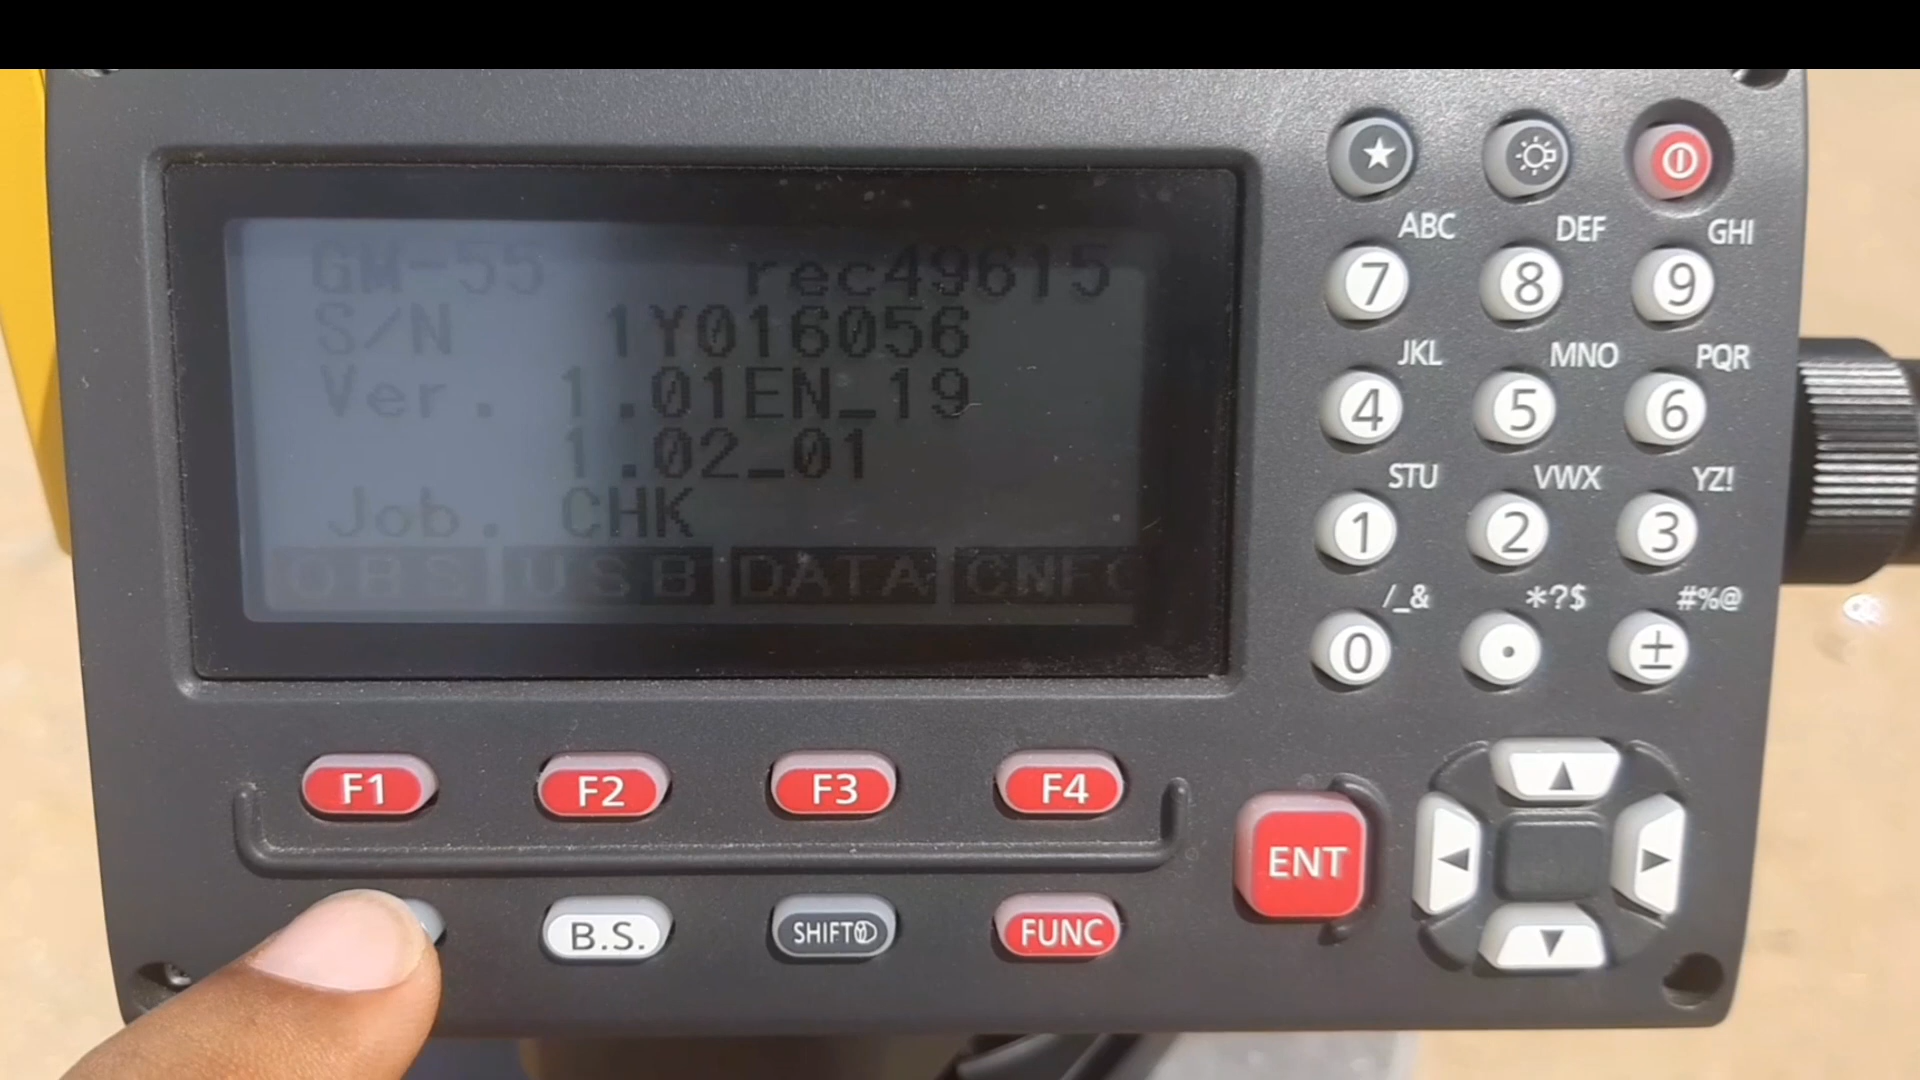 GM-55 rec49615
S/N 1Y016056
Ver. 1.01EN_19
1.02_01
Job. CHK
OBS USB DATA CNFG
ABC DEF GHI
7 8 9
JKL MNO PQR
4 5 6
STU VWX YZ!
1 2 3
/_& *?$ #%@
0 • ±
F1 F2 F3 F4
ENT
B.S. SHIFT FUNC